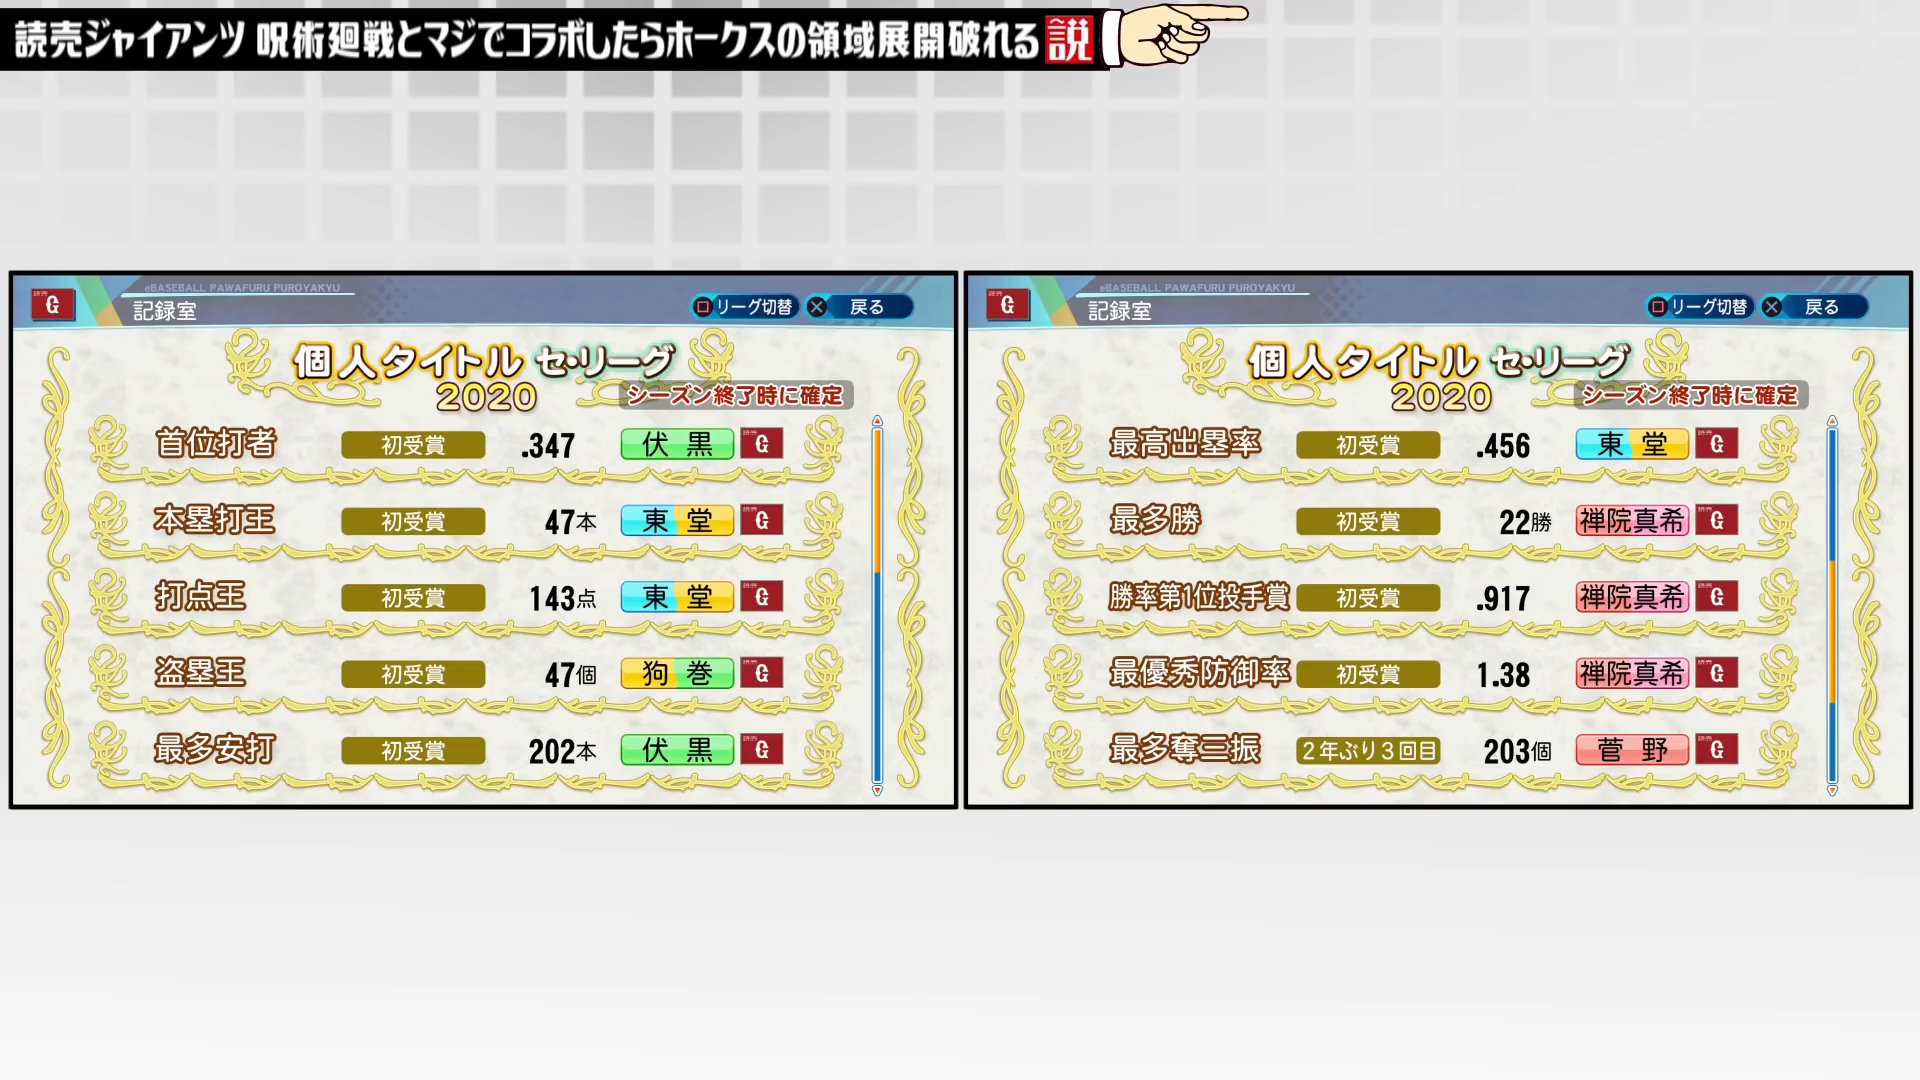 読売ジャイアンツ 呪術廻戦とマジでコラボしたらホークスの領域展開破れる説
読売 G
eBASEBALL PAWAFURU PUROYAKYU
記録室
リーグ切替 戻る
個人タイトル セ・リーグ
2020 シーズン終了時に確定
首位打者 初受賞 .347 伏黒 G
本塁打王 初受賞 47本 東堂 G
打点王 初受賞 143点 東堂 G
盗塁王 初受賞 47個 狗巻 G
最多安打 初受賞 202本 伏黒 G
読売 G
eBASEBALL PAWAFURU PUROYAKYU
記録室
リーグ切替 戻る
個人タイトル セ・リーグ
2020 シーズン終了時に確定
最高出塁率 初受賞 .456 東堂 G
最多勝 初受賞 22勝 禅院真希 G
勝率第1位投手賞 初受賞 .917 禅院真希 G
最優秀防御率 初受賞 1.38 禅院真希 G
最多奪三振 2年ぶり3回目 203個 菅野 G